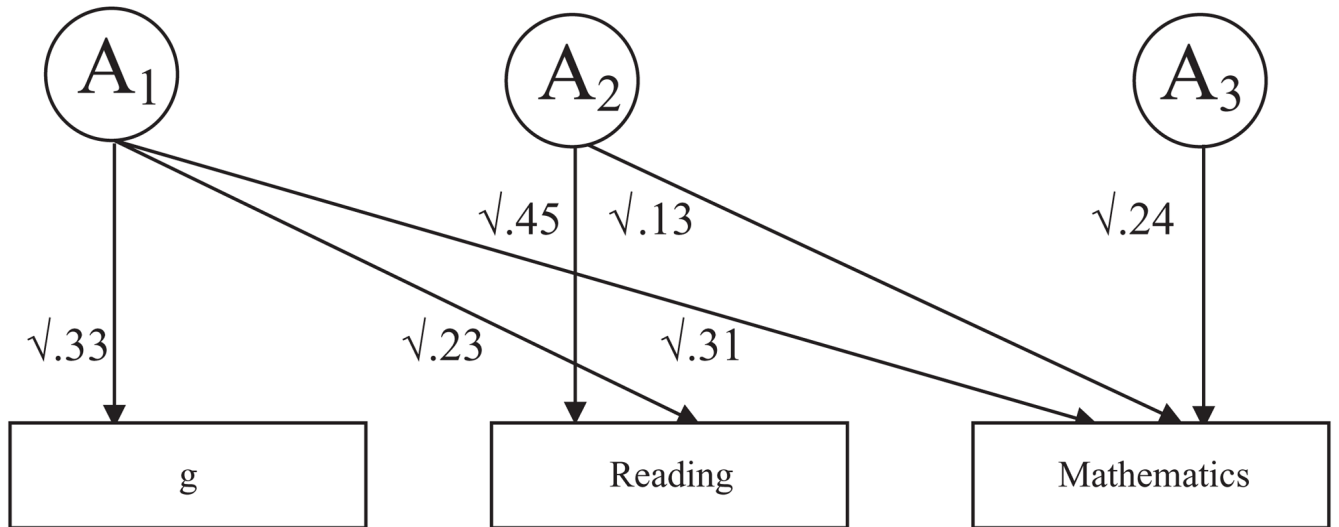 A₁ A₂ A₃
√.45 √.13 √.24
√.33 √.23 √.31
g Reading Mathematics